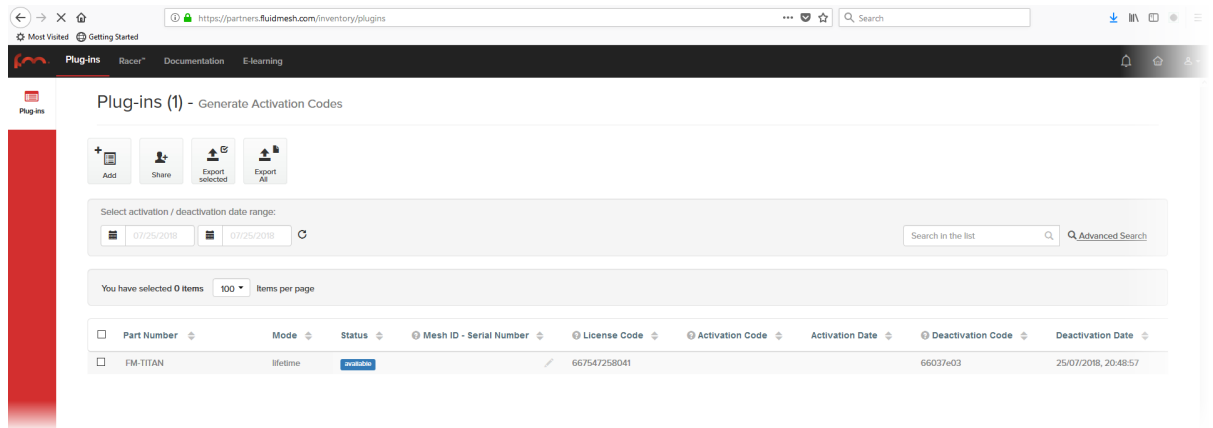 https://partners.fluidmesh.com/inventory/plugins
Search
Most Visited Getting Started
fm Plug-ins Racer™ Documentation E-learning
Plug-ins
Plug-ins (1) - Generate Activation Codes
Add Share Export selected Export All
Select activation / deactivation date range:
07/25/2018 07/25/2018 Search in the list Advanced Search
You have selected 0 items 100 Items per page
Part Number Mode Status Mesh ID - Serial Number License Code Activation Code Activation Date Deactivation Code Deactivation Date
FM-TITAN lifetime available 667547258041 66037e03 25/07/2018, 20:48:57